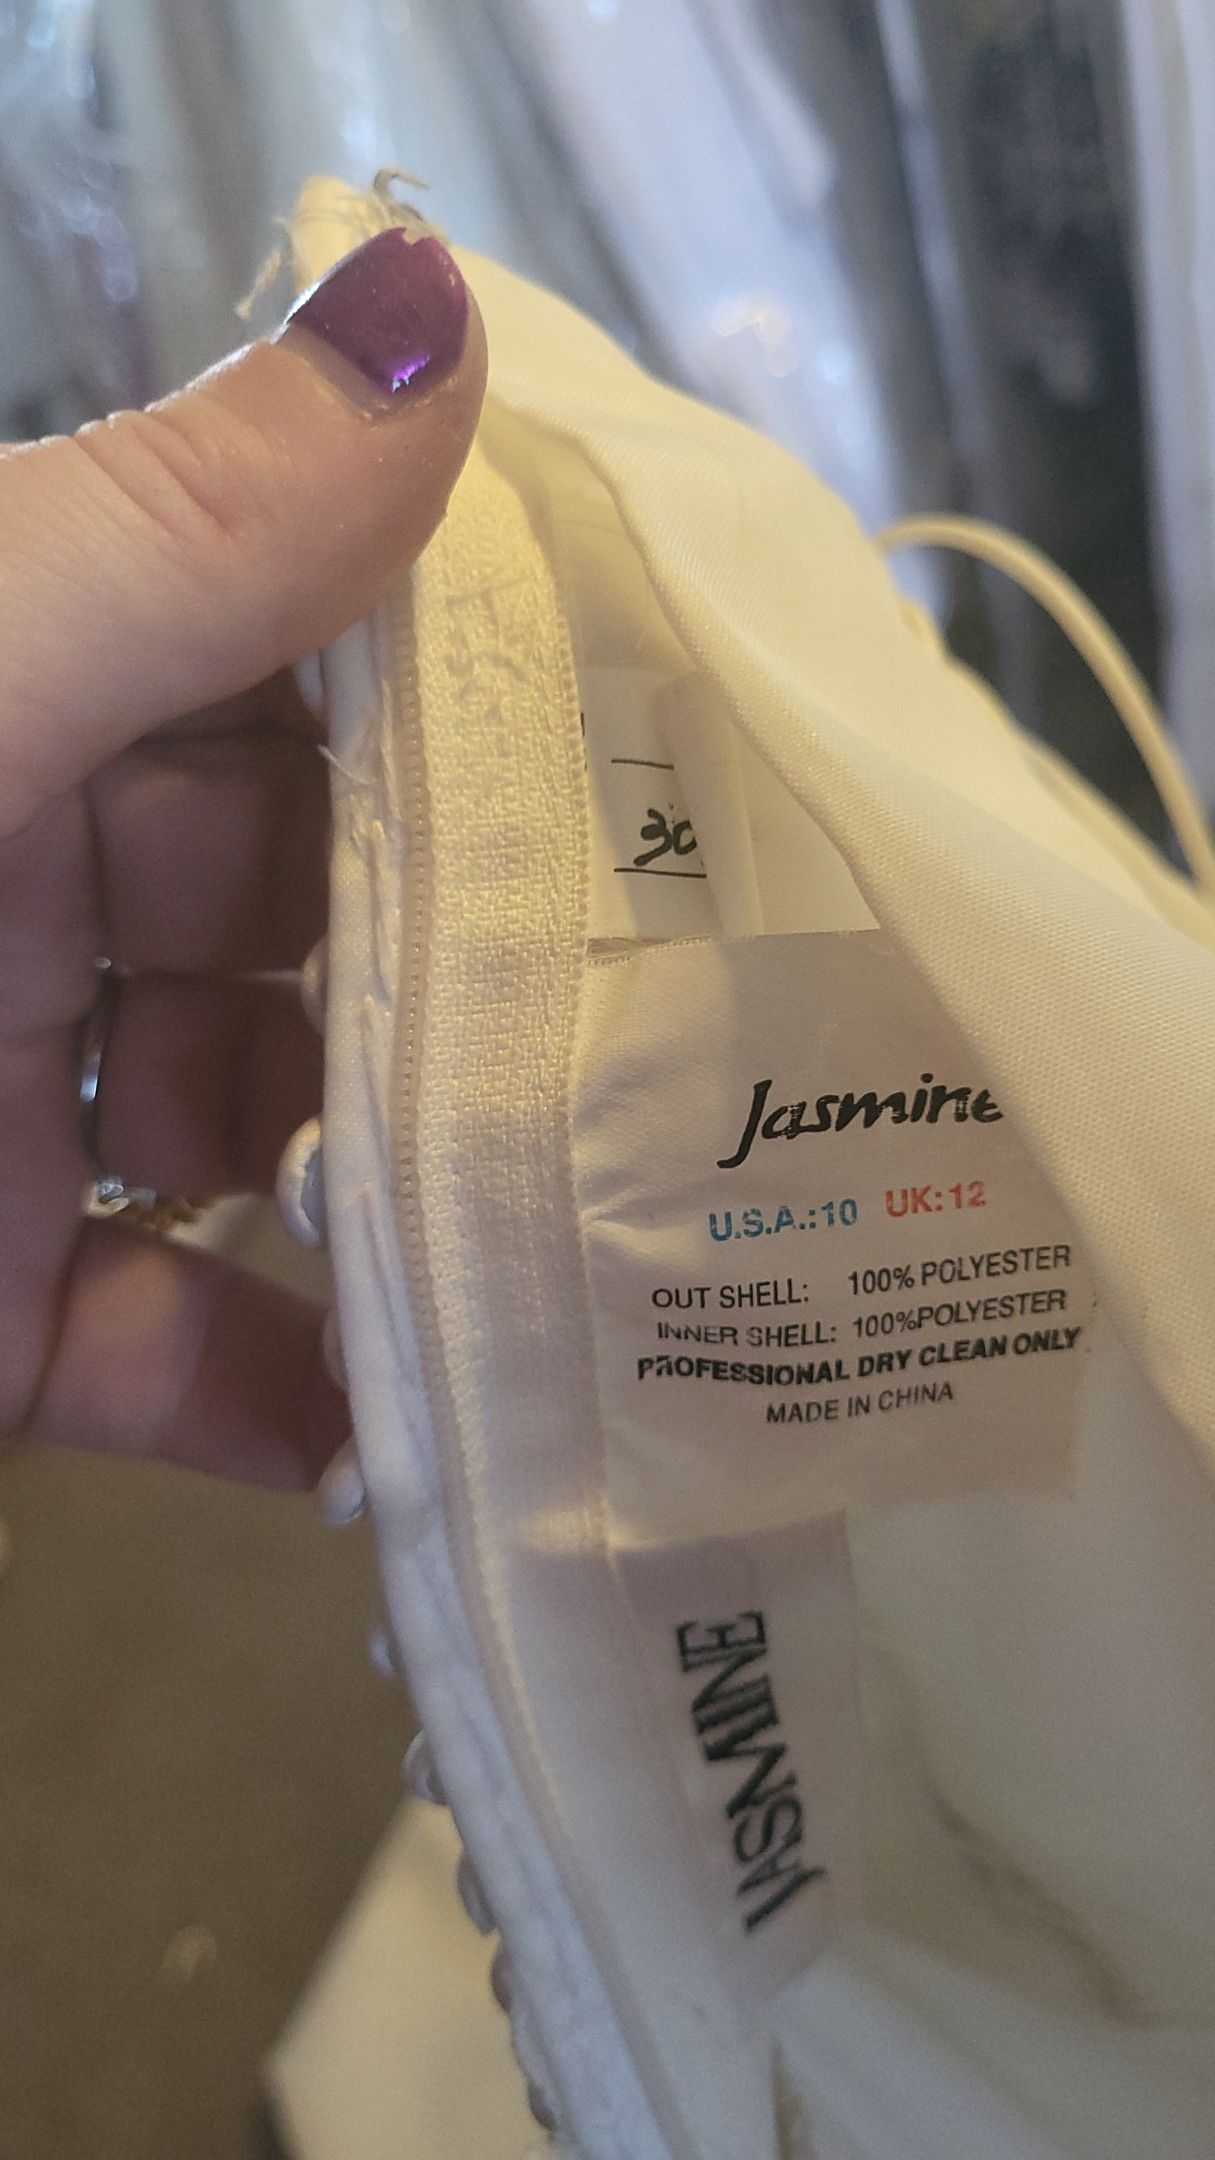 30
Jasmine
U.S.A.:10 UK:12
OUT SHELL: 100% POLYESTER
INNER SHELL: 100%POLYESTER
PROFESSIONAL DRY CLEAN ONLY
MADE IN CHINA
JASMINE